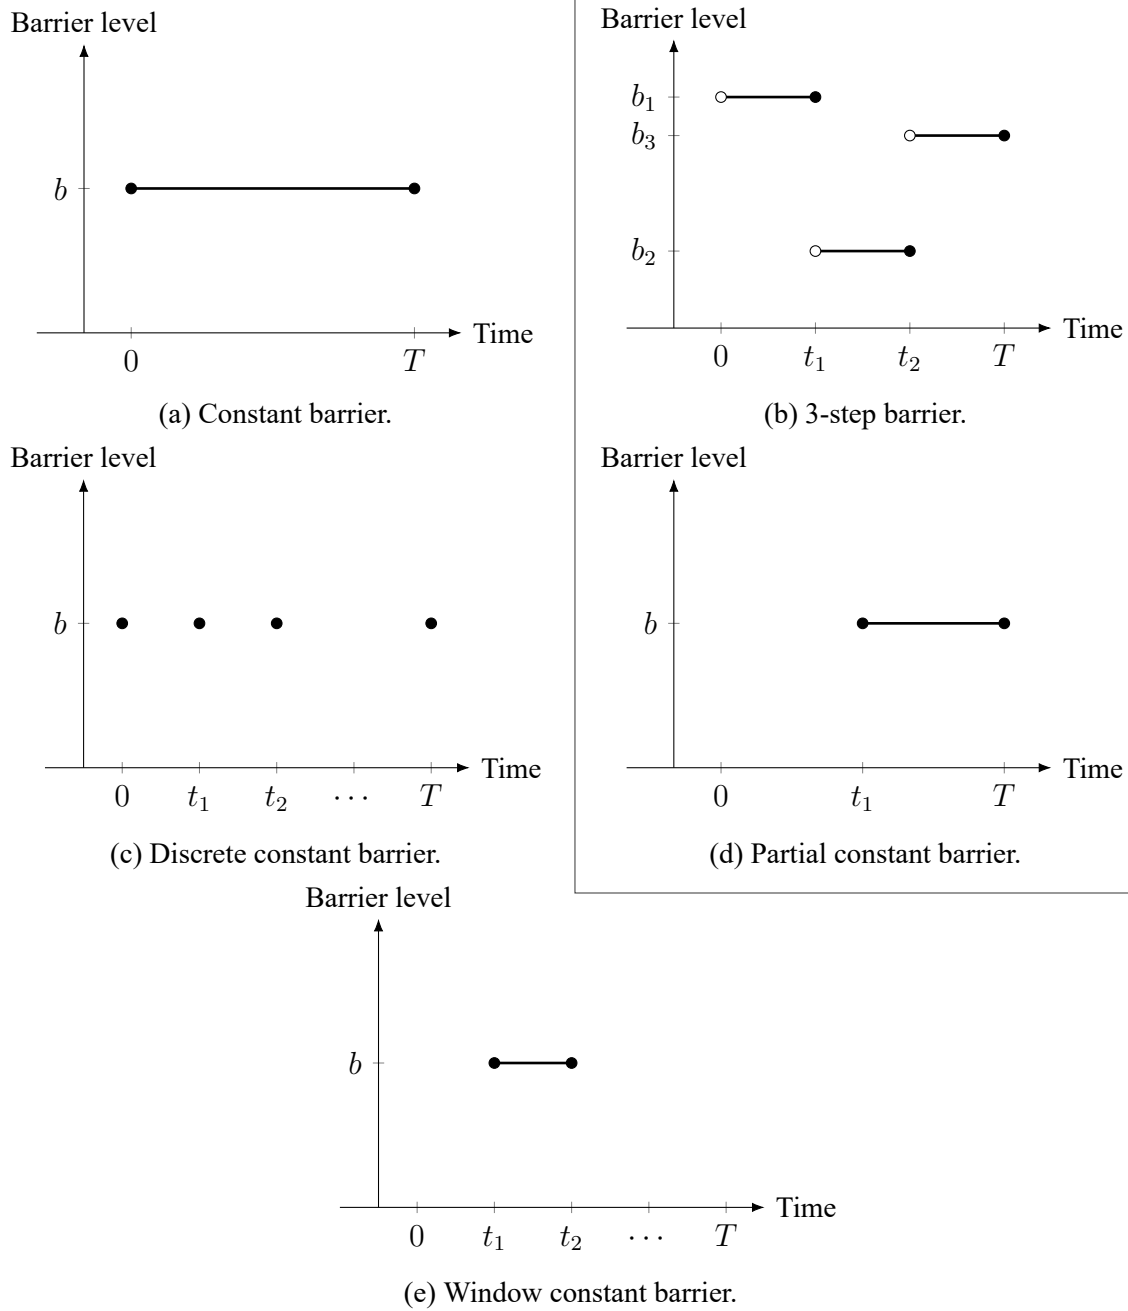 Barrier level
b
Time
0 T
(a) Constant barrier.
Barrier level
b₁
b₃
b₂
Time
0 t₁ t₂ T
(b) 3-step barrier.
Barrier level
b
Time
0 t₁ t₂ ⋯ T
(c) Discrete constant barrier.
Barrier level
b
Time
0 t₁ T
(d) Partial constant barrier.
Barrier level
b
Time
0 t₁ t₂ ⋯ T
(e) Window constant barrier.